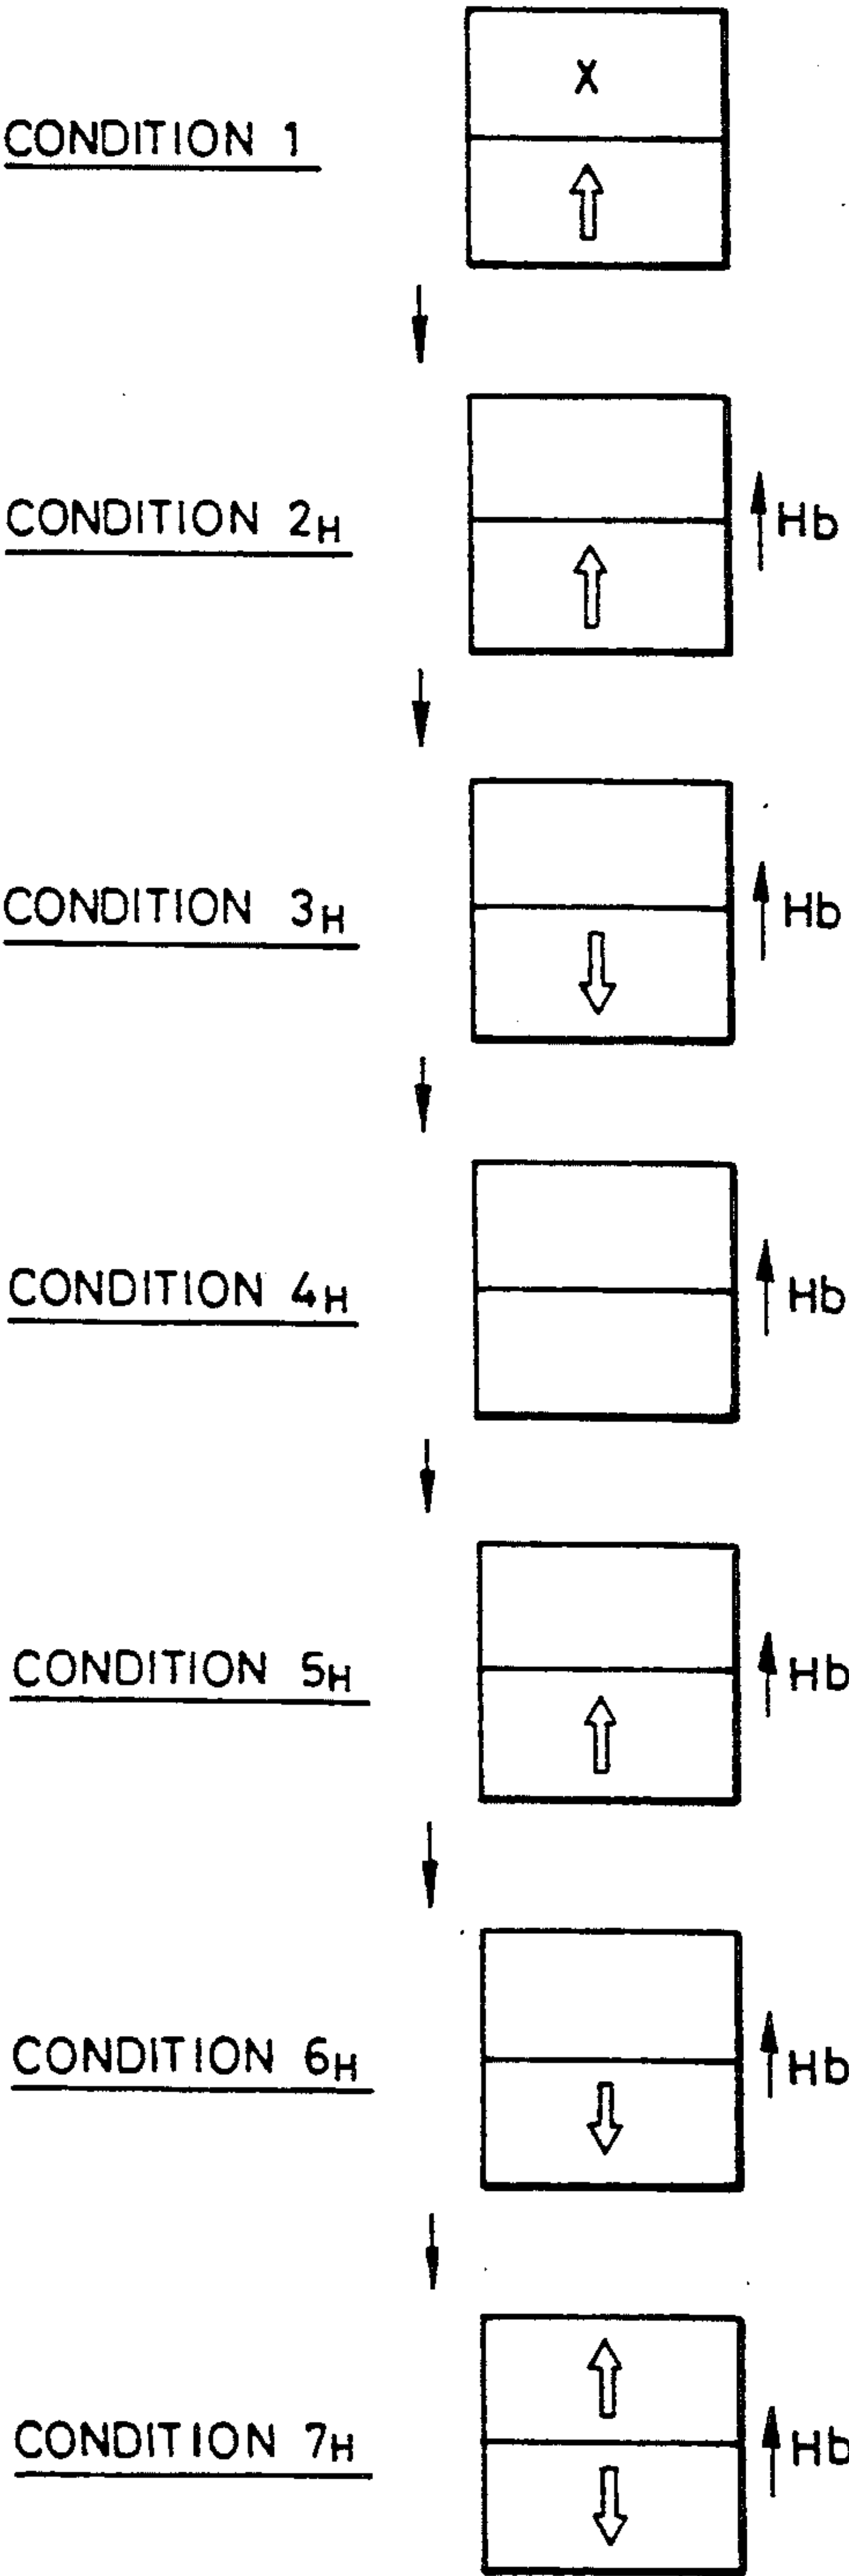 X
CONDITION 1
CONDITION 2H
Hb
CONDITION 3H
Hb
CONDITION 4H
Hb
CONDITION 5H
Hb
CONDITION 6H
Hb
CONDITION 7H
Hb